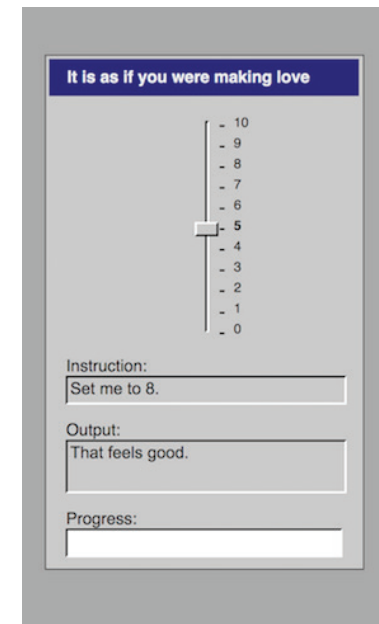 It is as if you were making love
10
9
8
7
6
5
4
3
2
1
0
Instruction:
Set me to 8.
Output:
That feels good.
Progress: